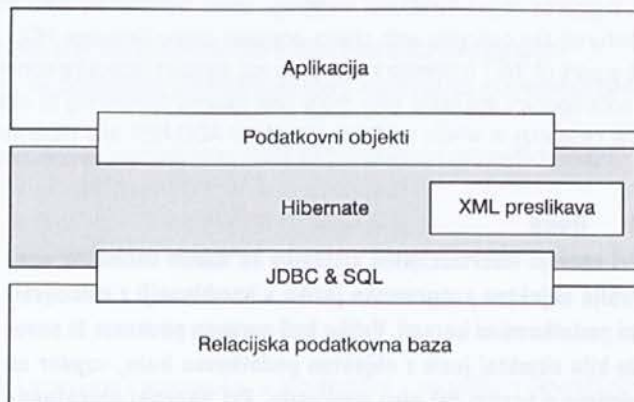 Aplikacija
Podatkovni objekti
Hibernate
XML preslikava
JDBC & SQL
Relacijska podatkovna baza